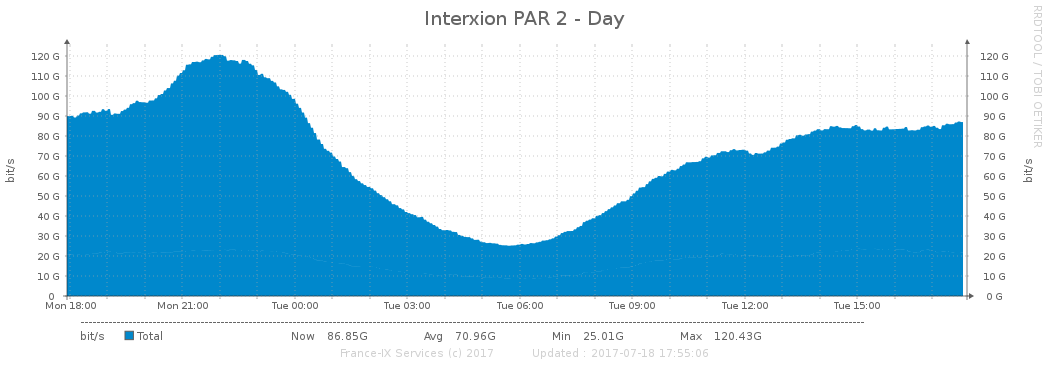 Interxion PAR 2 - Day
RRDTOOL / TOBI OETIKER
bit/s
120 G 120 G
110 G 110 G
100 G 100 G
90 G 90 G
80 G 80 G
70 G 70 G
60 G 60 G
50 G 50 G
40 G 40 G
30 G 30 G
20 G 20 G
10 G 10 G
0 0 G
bit/s
Mon 18:00 Mon 21:00 Tue 00:00 Tue 03:00 Tue 06:00 Tue 09:00 Tue 12:00 Tue 15:00
bit/s Total Now 86.85G Avg 70.96G Min 25.01G Max 120.43G
France-IX Services (c) 2017 Updated : 2017-07-18 17:55:06